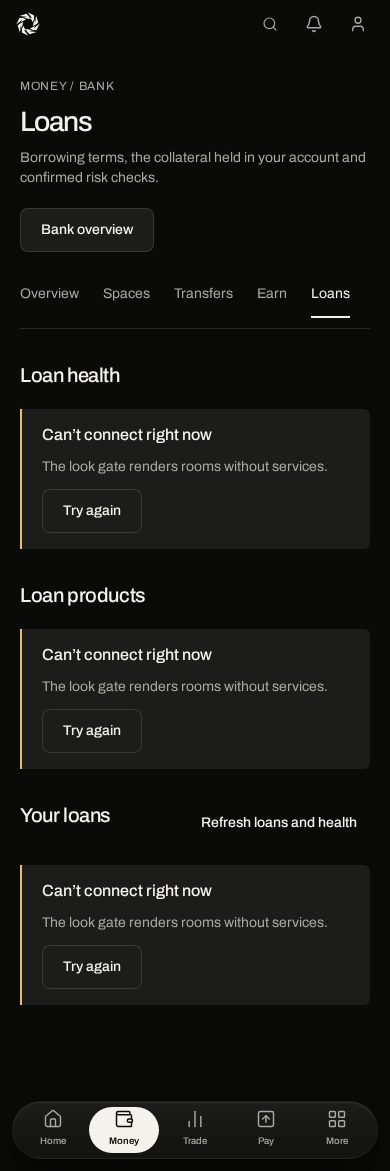 MONEY / BANK
Loans
Borrowing terms, the collateral held in your account and
confirmed risk checks.
Bank overview
Overview Spaces Transfers Earn Loans
Loan health
Can’t connect right now
The look gate renders rooms without services.
Try again
Loan products
Can’t connect right now
The look gate renders rooms without services.
Try again
Your loans Refresh loans and health
Can’t connect right now
The look gate renders rooms without services.
Try again
Home Money Trade Pay More